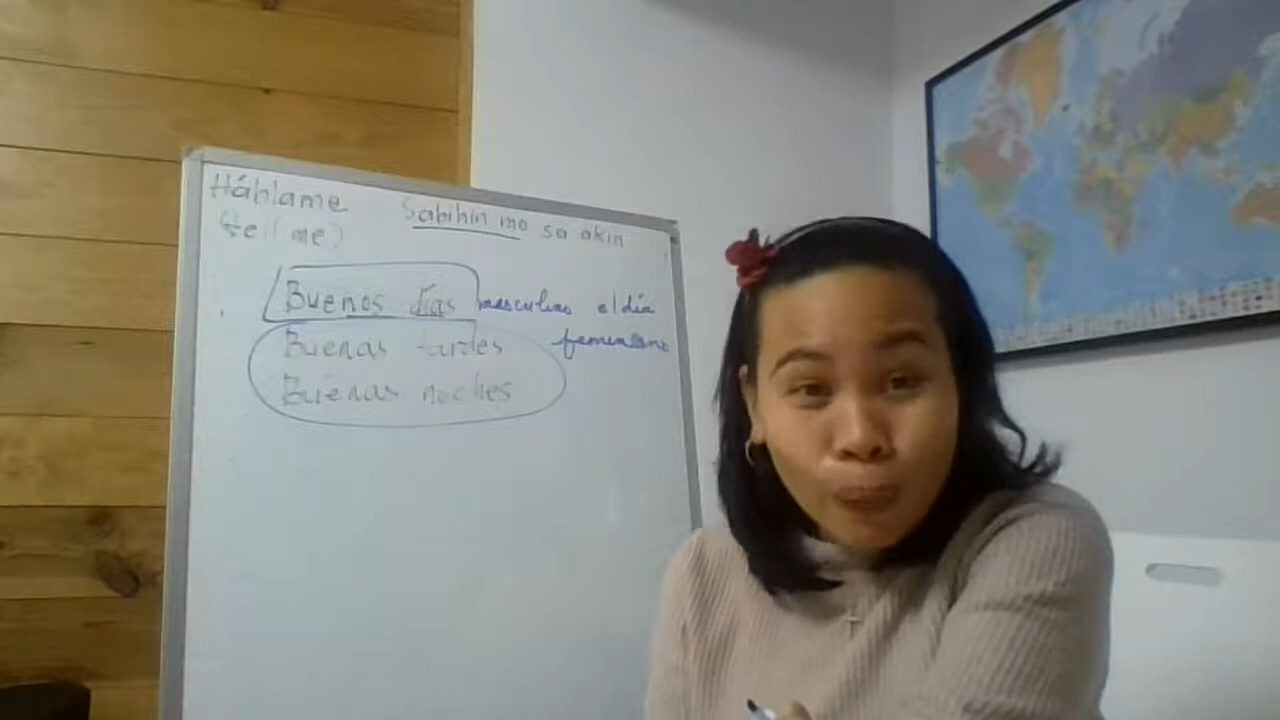 Háblame Sabihin mo sa akin
(tell me)
Buenos días masculino el día
Buenas tardes femenino
Buenas noches